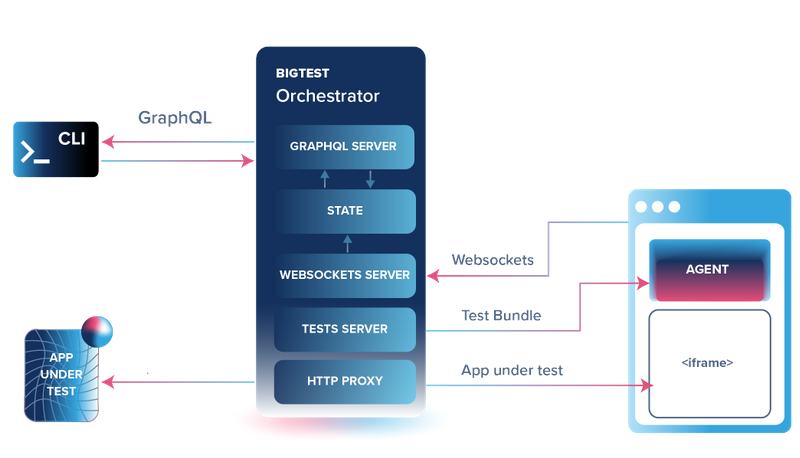 BIGTEST
Orchestrator
GraphQL
>_ CLI
GRAPHQL SERVER
STATE
WEBSOCKETS SERVER
TESTS SERVER
HTTP PROXY
Websockets
Test Bundle
App under test
AGENT
<iframe>
APP
UNDER
TEST